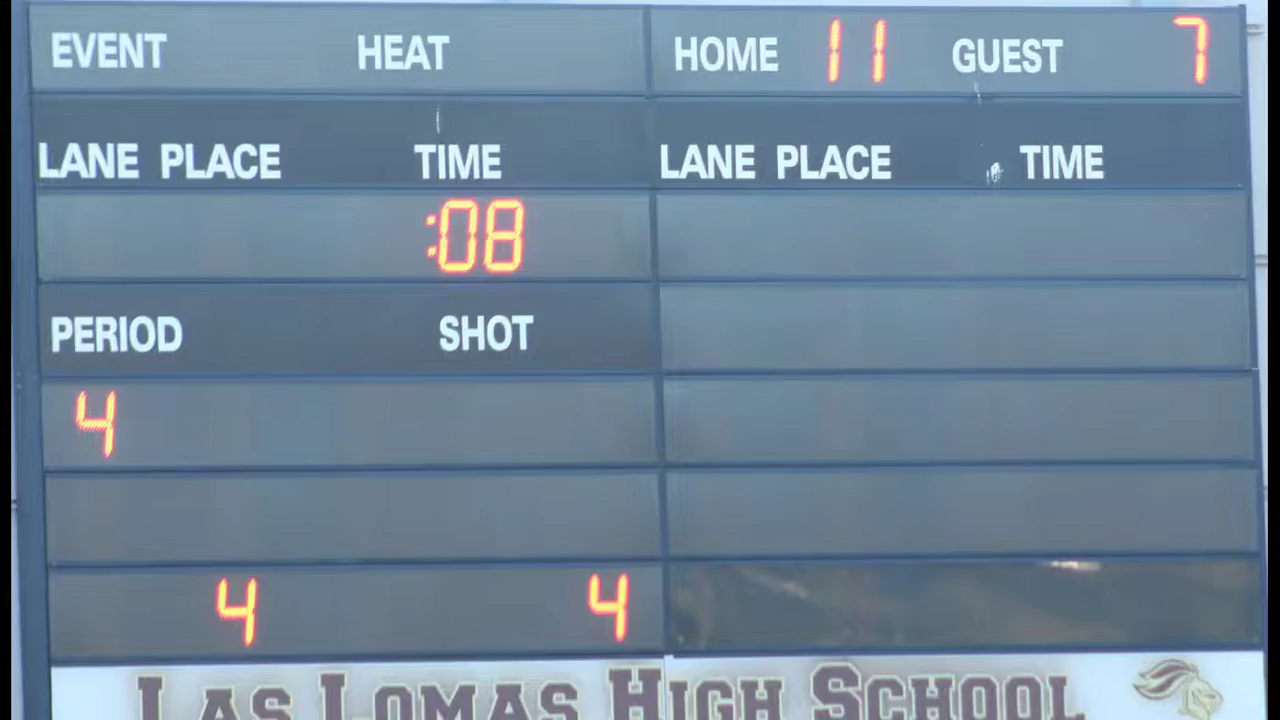 EVENT HEAT HOME 11 GUEST 7
LANE PLACE TIME LANE PLACE TIME
:08
PERIOD SHOT
4
4 4
LAS LOMAS HIGH SCHOOL